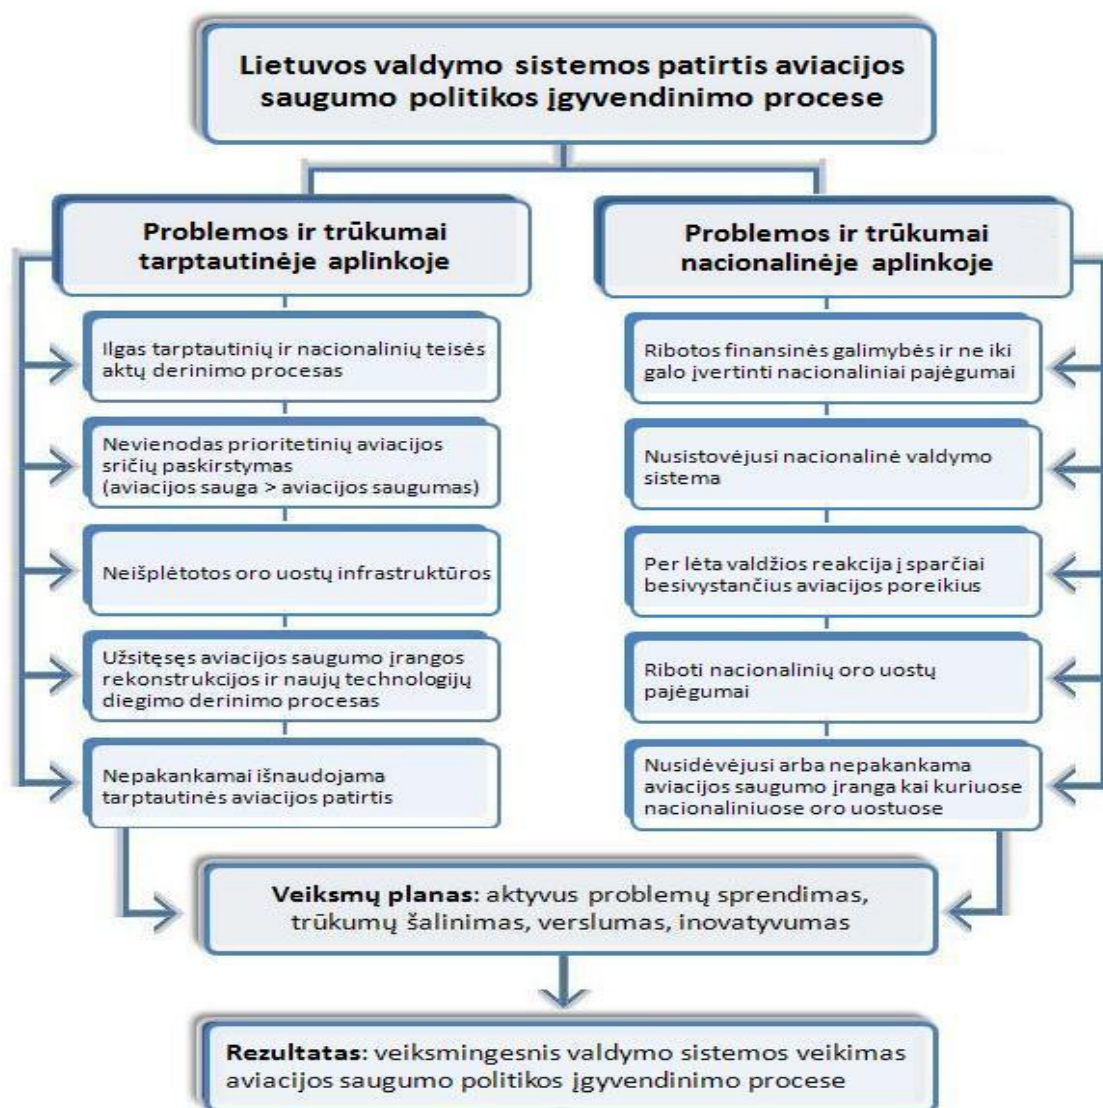 Lietuvos valdymo sistemos patirtis aviacijos
saugumo politikos įgyvendinimo procese
Problemos ir trūkumai
tarptautinėje aplinkoje
Ilgas tarptautinių ir nacionalinių teisės
aktų derinimo procesas
Nevienodas prioritetinių aviacijos
sričių paskirstymas
(aviacijos sauga > aviacijos saugumas)
Neišplėtotos oro uostų infrastruktūros
Užsitęsęs aviacijos saugumo įrangos
rekonstrukcijos ir naujų technologijų
diegimo derinimo procesas
Nepakankamai išnaudojama
tarptautinės aviacijos patirtis
Problemos ir trūkumai
nacionalinėje aplinkoje
Ribotos finansinės galimybės ir ne iki
galo įvertinti nacionaliniai pajėgumai
Nusistovėjusi nacionalinė valdymo
sistema
Per lėta valdžios reakcija į sparčiai
besivystančius aviacijos poreikius
Riboti nacionalinių oro uostų
pajėgumai
Nusidėvėjusi arba nepakankama
aviacijos saugumo įranga kai kuriuose
nacionaliniuose oro uostuose
Veiksmų planas: aktyvus problemų sprendimas,
trūkumų šalinimas, verslumas, inovatyvumas
Rezultatas: veiksmingesnis valdymo sistemos veikimas
aviacijos saugumo politikos įgyvendinimo procese